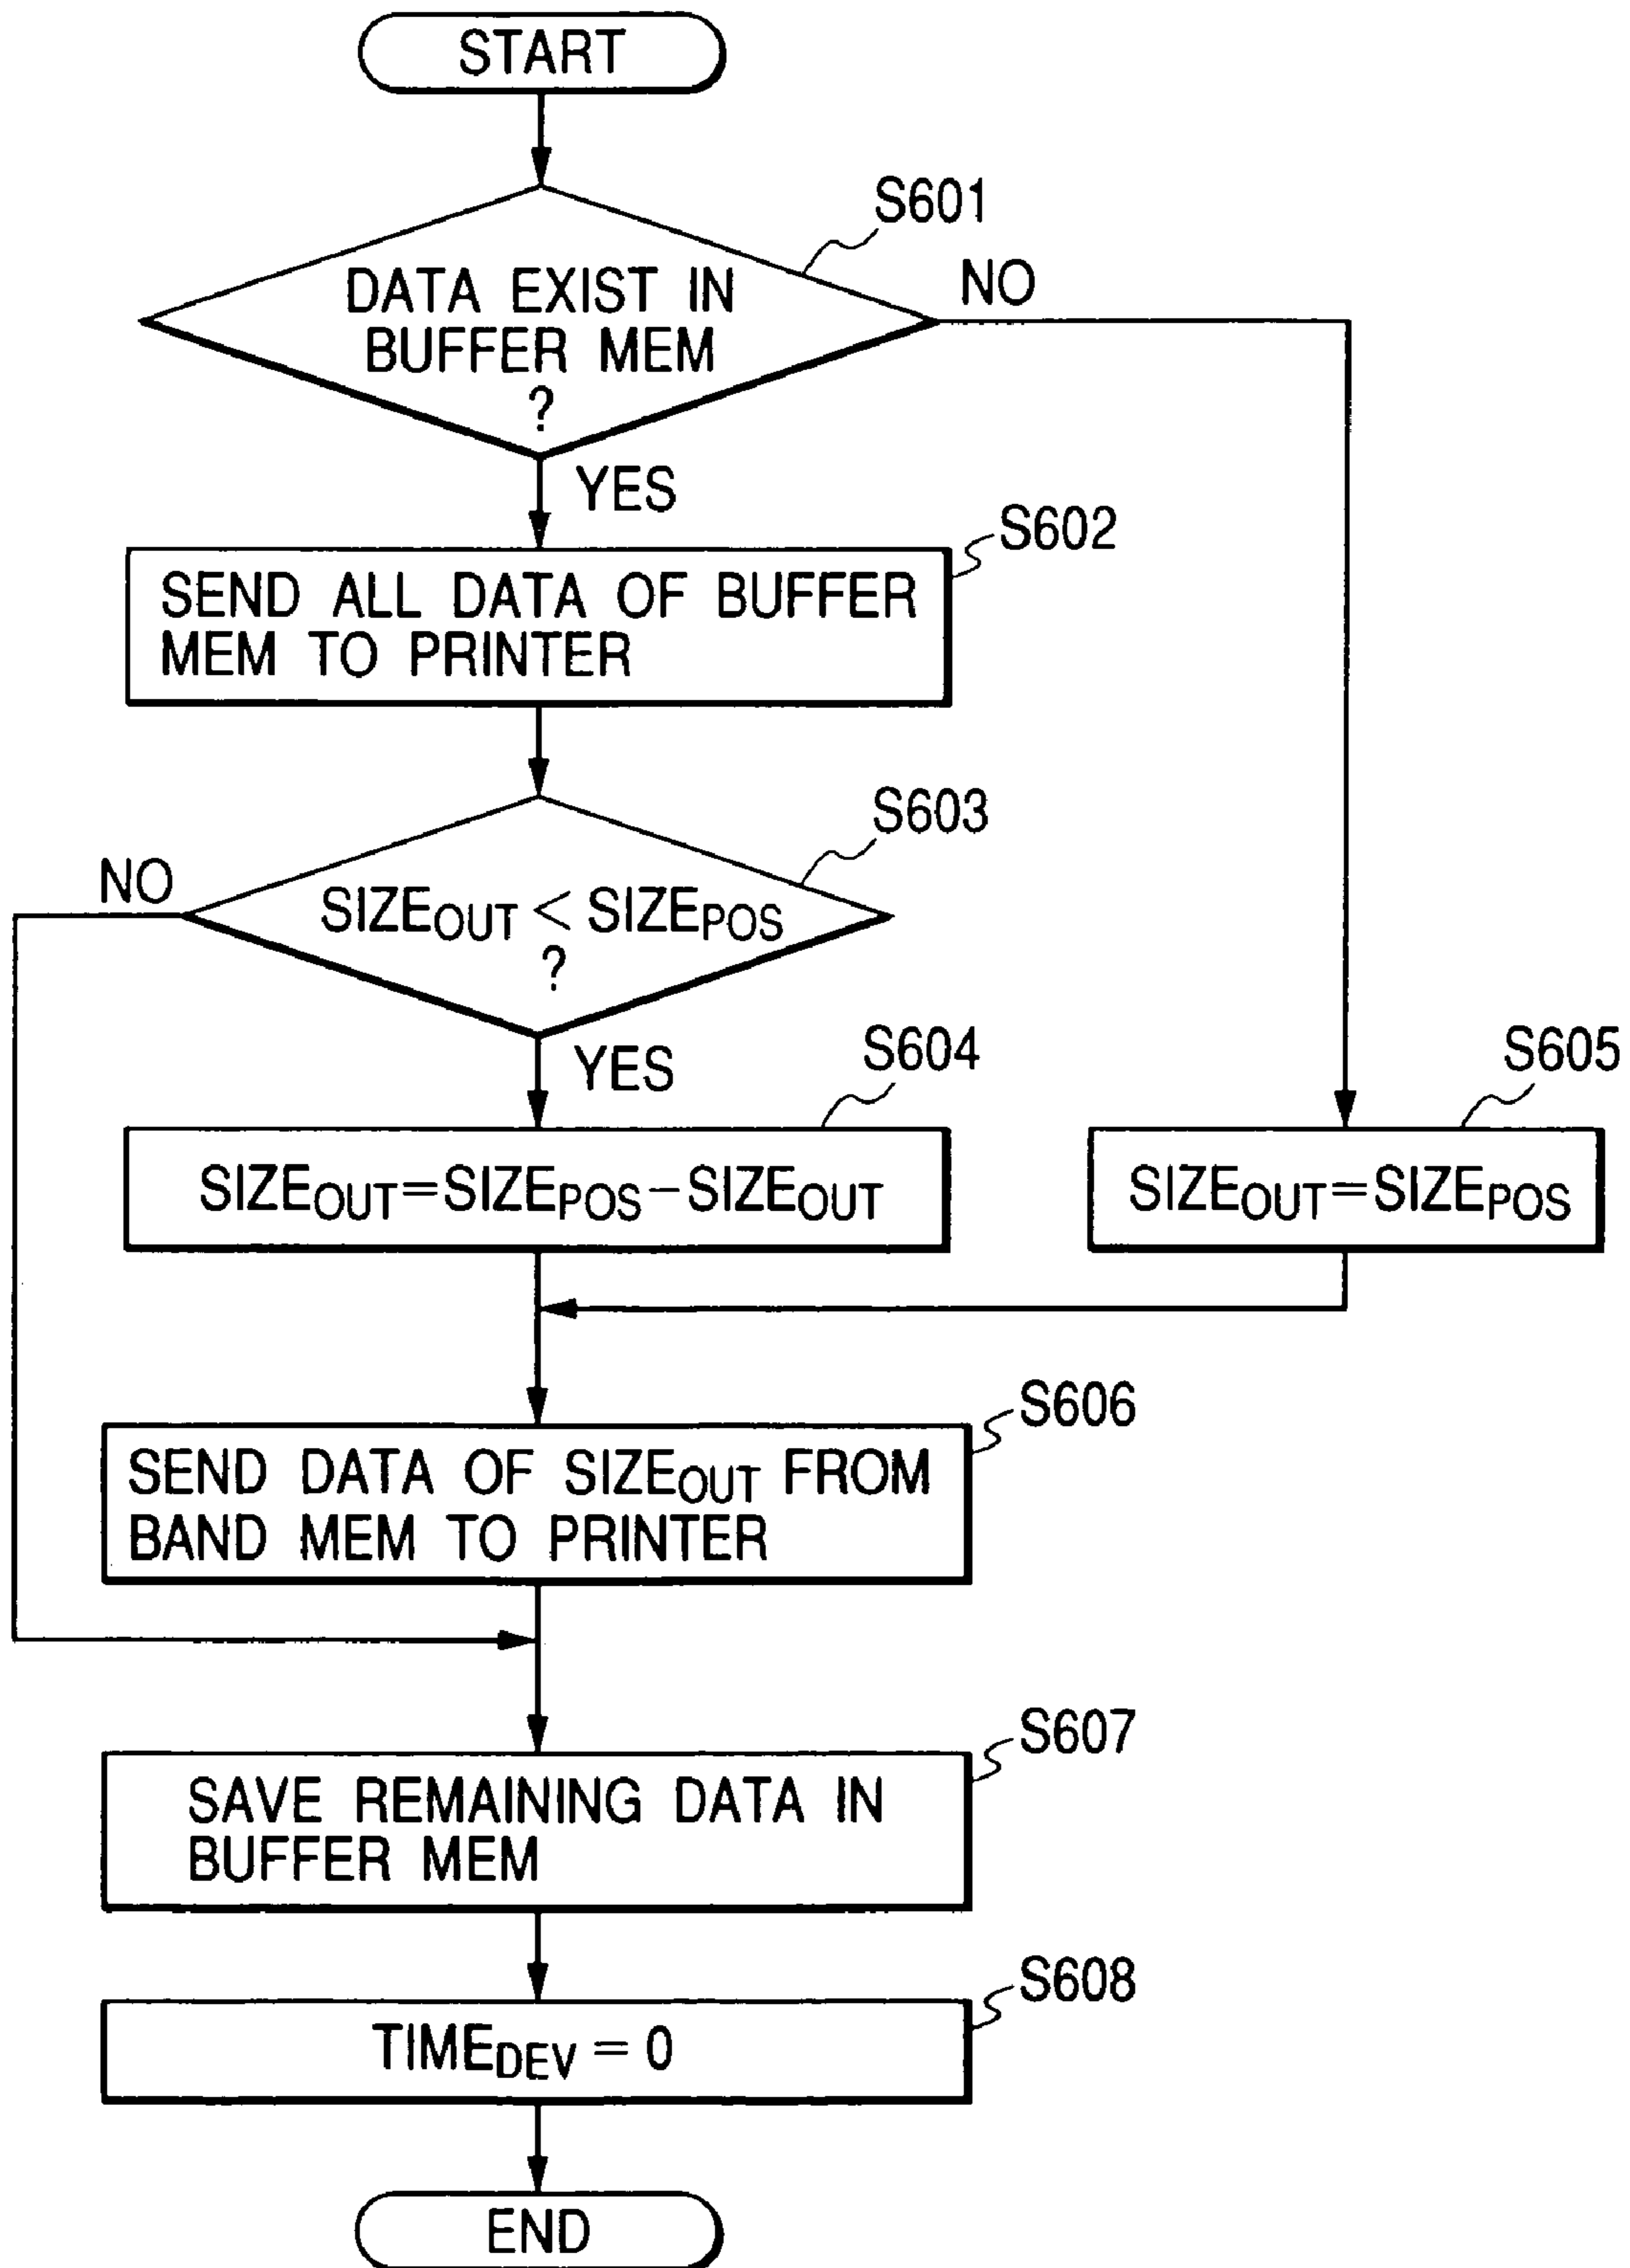 START
S601
DATA EXIST IN
BUFFER MEM
?
NO
YES
S602
SEND ALL DATA OF BUFFER
MEM TO PRINTER
S603
NO
SIZEOUT < SIZEPOS
?
YES
S604
SIZEOUT=SIZEPOS−SIZEOUT
S605
SIZEOUT=SIZEPOS
S606
SEND DATA OF SIZEOUT FROM
BAND MEM TO PRINTER
S607
SAVE REMAINING DATA IN
BUFFER MEM
S608
TIMEDEV = 0
END